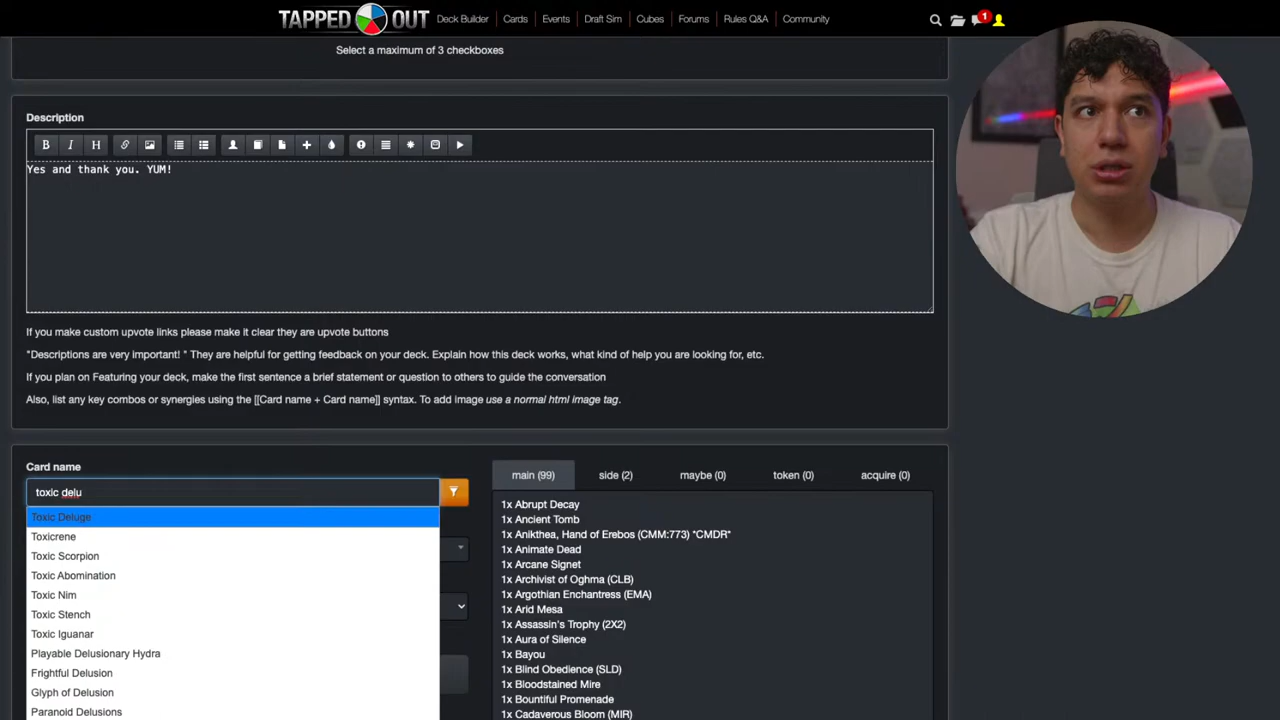 TAPPED OUT
Deck Builder
Cards
Events
Draft Sim
Cubes
Forums
Rules Q&A
Community
1
Select a maximum of 3 checkboxes
Description
B I H
Yes and thank you. YUM!
If you make custom upvote links please make it clear they are upvote buttons
"Descriptions are very important! " They are helpful for getting feedback on your deck. Explain how this deck works, what kind of help you are looking for, etc.
If you plan on Featuring your deck, make the first sentence a brief statement or question to others to guide the conversation
Also, list any key combos or synergies using the [[Card name + Card name]] syntax. To add image use a normal html image tag.
Card name
toxic delu
Toxic Deluge
Toxicrene
Toxic Scorpion
Toxic Abomination
Toxic Nim
Toxic Stench
Toxic Iguanar
Playable Delusionary Hydra
Frightful Delusion
Glyph of Delusion
Paranoid Delusions
main (99)
side (2)
maybe (0)
token (0)
acquire (0)
1x Abrupt Decay
1x Ancient Tomb
1x Anikthea, Hand of Erebos (CMM:773) *CMDR*
1x Animate Dead
1x Arcane Signet
1x Archivist of Oghma (CLB)
1x Argothian Enchantress (EMA)
1x Arid Mesa
1x Assassin's Trophy (2X2)
1x Aura of Silence
1x Bayou
1x Blind Obedience (SLD)
1x Bloodstained Mire
1x Bountiful Promenade
1x Cadaverous Bloom (MIR)